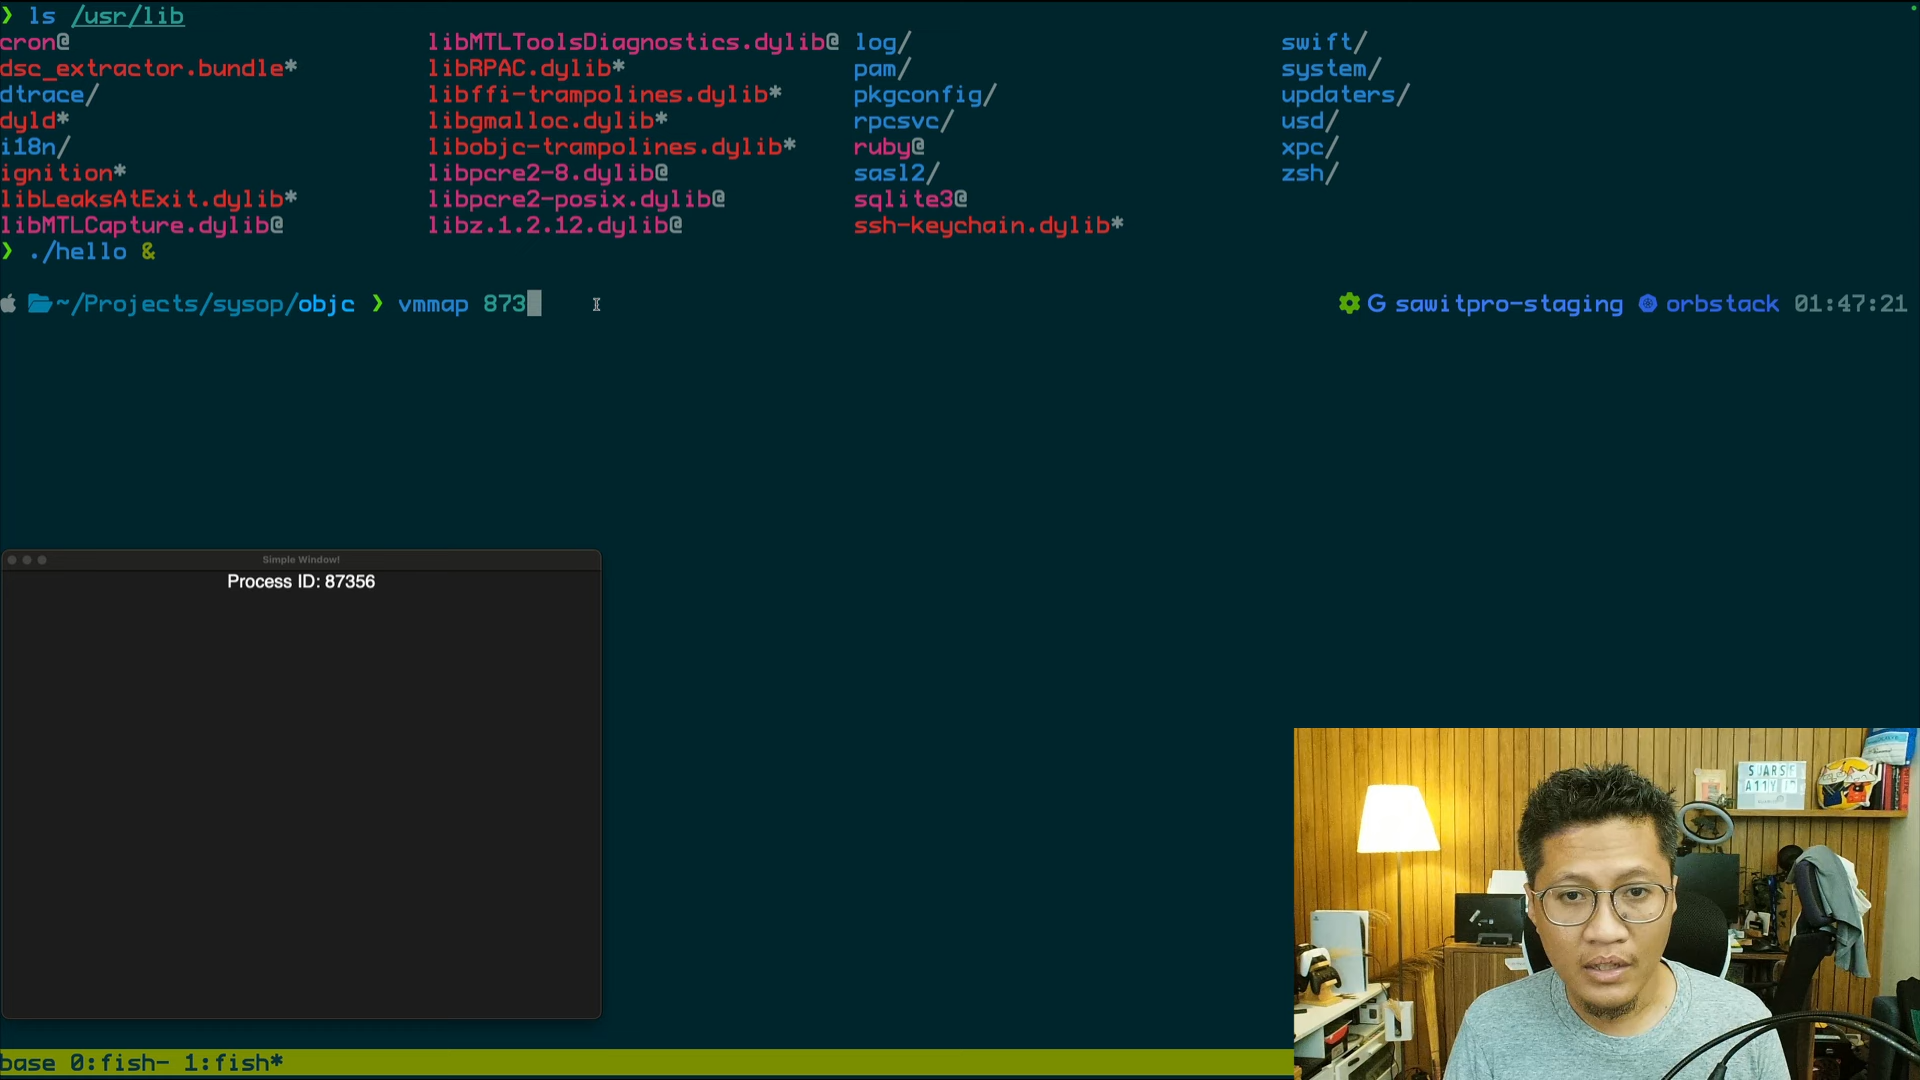 ❯ ls /usr/lib
cron@ libMTLToolsDiagnostics.dylib@ log/ swift/
dsc_extractor.bundle* libRPAC.dylib* pam/ system/
dtrace/ libffi-trampolines.dylib* pkgconfig/ updaters/
dyld* libgmalloc.dylib* rpcsvc/ usd/
i18n/ libobjc-trampolines.dylib* ruby@ xpc/
ignition* libpcre2-8.dylib@ sasl2/ zsh/
libLeaksAtExit.dylib* libpcre2-posix.dylib@ sqlite3@
libMTLCapture.dylib@ libz.1.2.12.dylib@ ssh-keychain.dylib*
❯ ./hello &
~/Projects/sysop/objc ❯ vmmap 873 G sawitpro-staging orbstack 01:47:21
Simple Window!
Process ID: 87356
SJARSF
A11Y
base 0:fish- 1:fish*